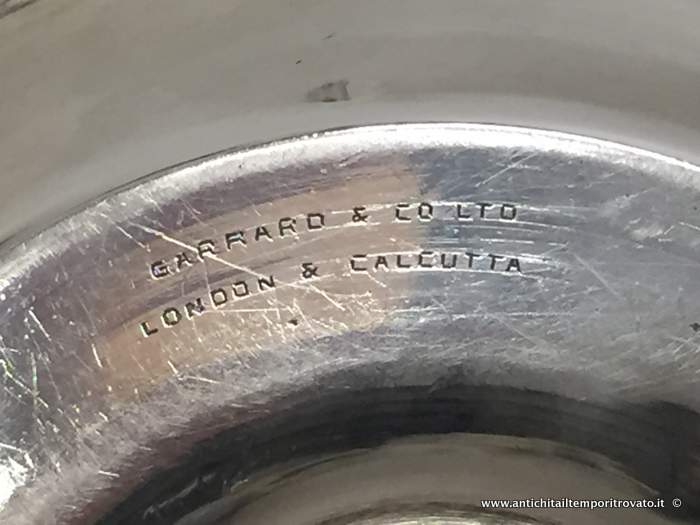 GARRARD & CO LTD
LONDON & CALCUTTA
www.antichitailtemporitrovato.it ©